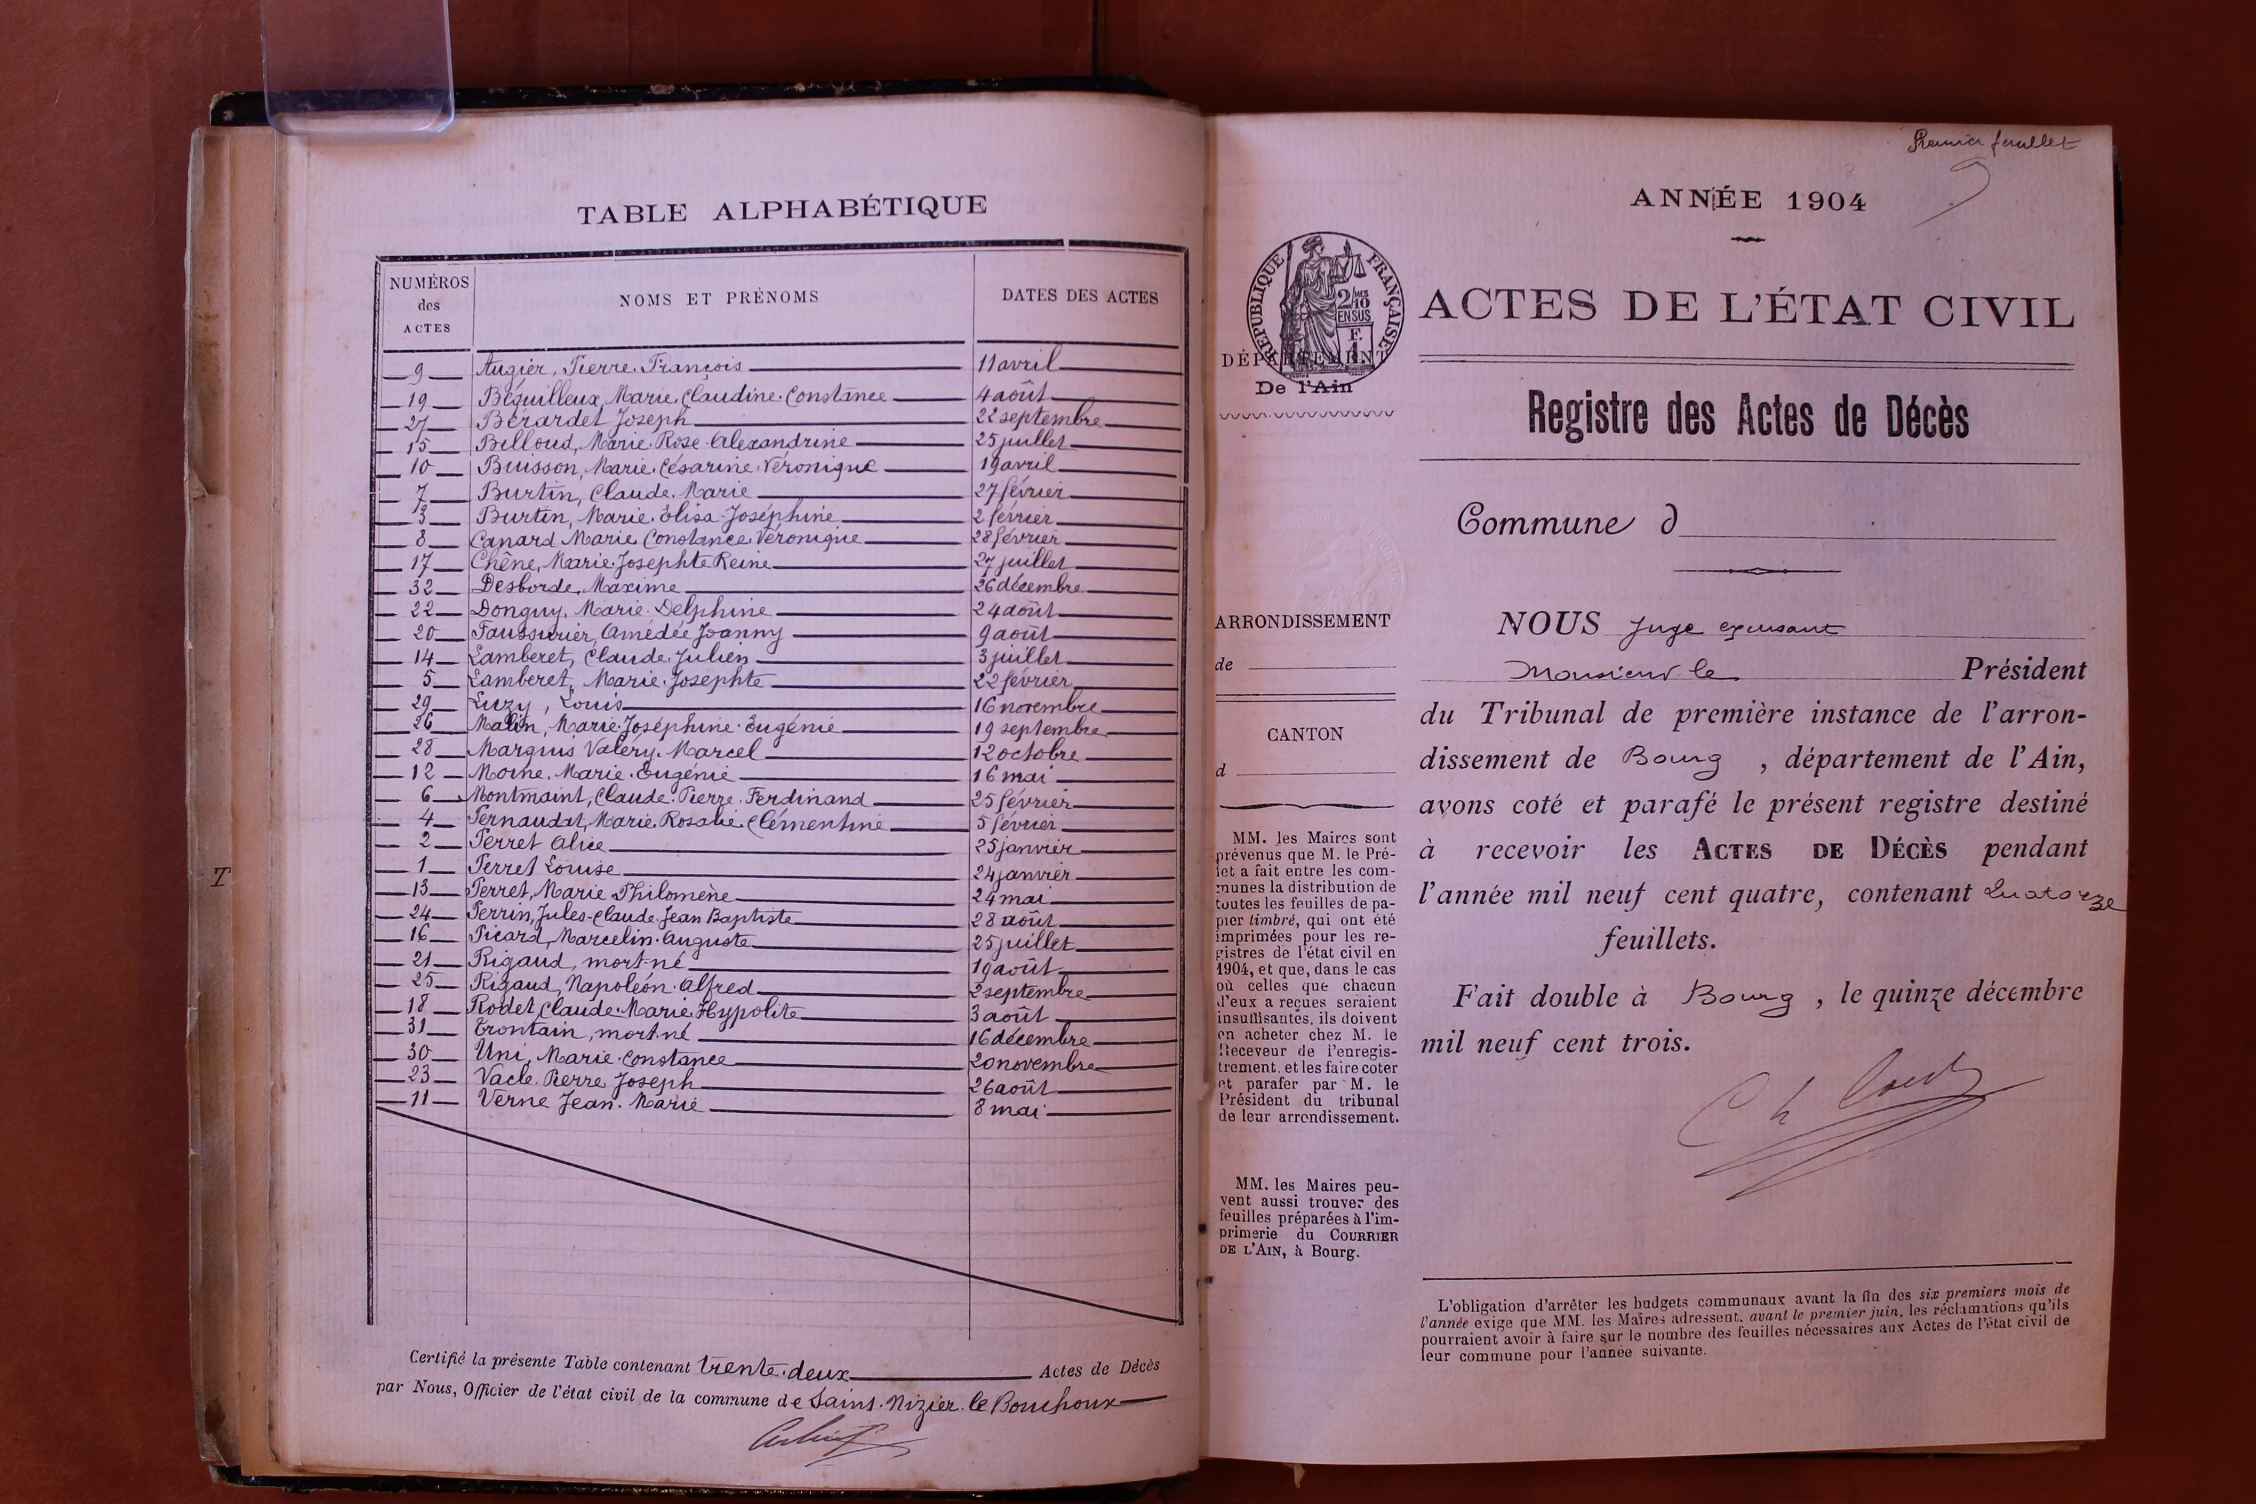 TABLE ALPHABÉTIQUE
NUMÉROS des ACTES
NOMS ET PRÉNOMS
DATES DES ACTES
9 Augier, Pierre François 11 avril
19 Béguilleux, Marie Claudine Constance 4 août
27 Bérardet Joseph 22 septembre
15 Billoud, Marie Rose Alexandrine 25 juillet
10 Buisson, Marie Césarine Véronique 19 avril
7 Burtin, Claude Marie 27 février
3 Burtin, Marie Elisa Joséphine 2 février
8 Canard Marie Constance Véronique 28 février
17 Chêne, Marie Josephte Reine 27 juillet
32 Desborde, Maxime 26 décembre
22 Donguy, Marie Delphine 24 août
20 Faussurier, Amédée Joanny 9 août
14 Lamberet, Claude Julien 3 juillet
5 Lamberet, Marie Josephte 22 février
29 Luzy, Louis 16 novembre
26 Malin, Marie Joséphine Eugénie 19 septembre
28 Margius Valery Marcel 12 octobre
12 Moine, Marie Eugénie 16 mai
6 Montmaint, Claude Pierre Ferdinand 25 février
4 Pernaudat, Marie Rosalie Clémentine 5 février
2 Perret Alice 25 janvier
1 Perret Louise 24 janvier
13 Perret, Marie Philomène 24 mai
24 Perrin, Jules-Claude Jean Baptiste 28 août
16 Picard, Marcelin Auguste 25 juillet
21 Rigaud, mort-né 19 août
25 Rigaud, Napoléon Alfred 2 septembre
18 Rodet Claude Marie Hypolite 3 août
31 Trontain, mort-né 16 décembre
30 Uni, Marie Constance 20 novembre
23 Vacle Pierre Joseph 26 août
11 Verne Jean Marie 8 mai
Certifié la présente Table contenant trente-deux Actes de Décès
par Nous, Officier de l'état civil de la commune de Saint-Nizier-le-Bouchoux
T
Premier feuillet
ANNÉE 1904
RÉPUBLIQUE FRANÇAISE
2/10 EN SUS
F. 1
DÉPARTEMENT
De l'Ain
ACTES DE L'ÉTAT CIVIL
Registre des Actes de Décès
Commune d
ARRONDISSEMENT
de
CANTON
d
MM. les Maires sont
prévenus que M. le Pré-
fet a fait entre les com-
munes la distribution de
toutes les feuilles de pa-
pier timbré, qui ont été
imprimées pour les re-
gistres de l'état civil en
1904, et que, dans le cas
où celles que chacun
d'eux a reçues seraient
insuffisantes, ils doivent
en acheter chez M. le
Receveur de l'enregis-
trement, et les faire coter
et parafer par M. le
Président du tribunal
de leur arrondissement.
MM. les Maires peu-
vent aussi trouver des
feuilles préparées à l'im-
primerie du COURRIER
DE L'AIN, à Bourg.
NOUS Juge excusant
Monsieur le Président
du Tribunal de première instance de l'arron-
dissement de Bourg, département de l'Ain,
avons coté et parafé le présent registre destiné
à recevoir les ACTES DE DÉCÈS pendant
l'année mil neuf cent quatre, contenant Quatorze
feuillets.
Fait double à Bourg, le quinze décembre
mil neuf cent trois.
L'obligation d'arrêter les budgets communaux avant la fin des six premiers mois de
l'année exige que MM. les Maires adressent, avant le premier juin, les réclamations qu'ils
pourraient avoir à faire sur le nombre des feuilles nécessaires aux Actes de l'état civil de
leur commune pour l'année suivante.